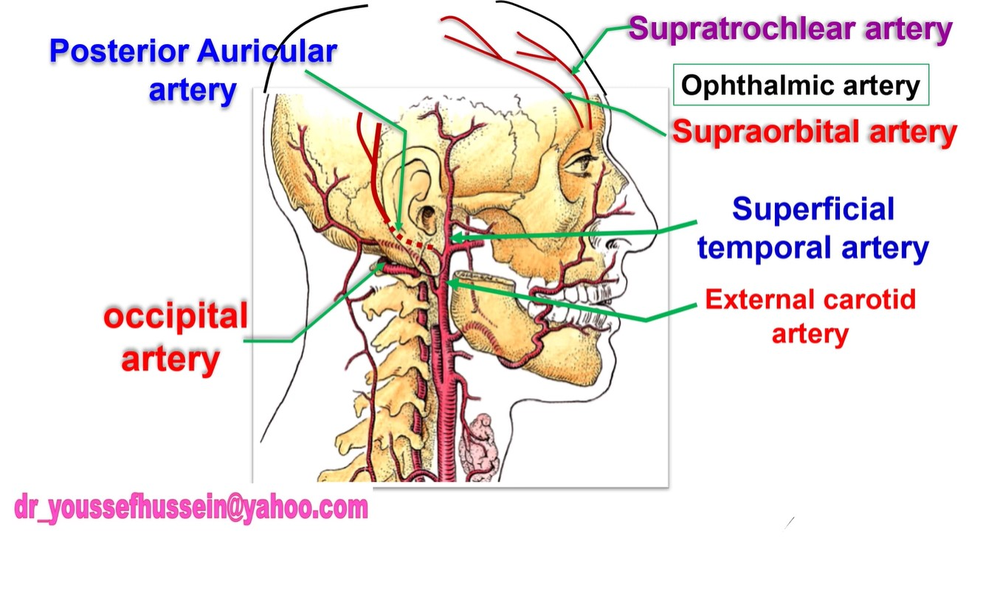 Posterior Auricular
artery
Supratrochlear artery
Ophthalmic artery
Supraorbital artery
Superficial
temporal artery
External carotid
artery
occipital
artery
dr_youssefhussein@yahoo.com